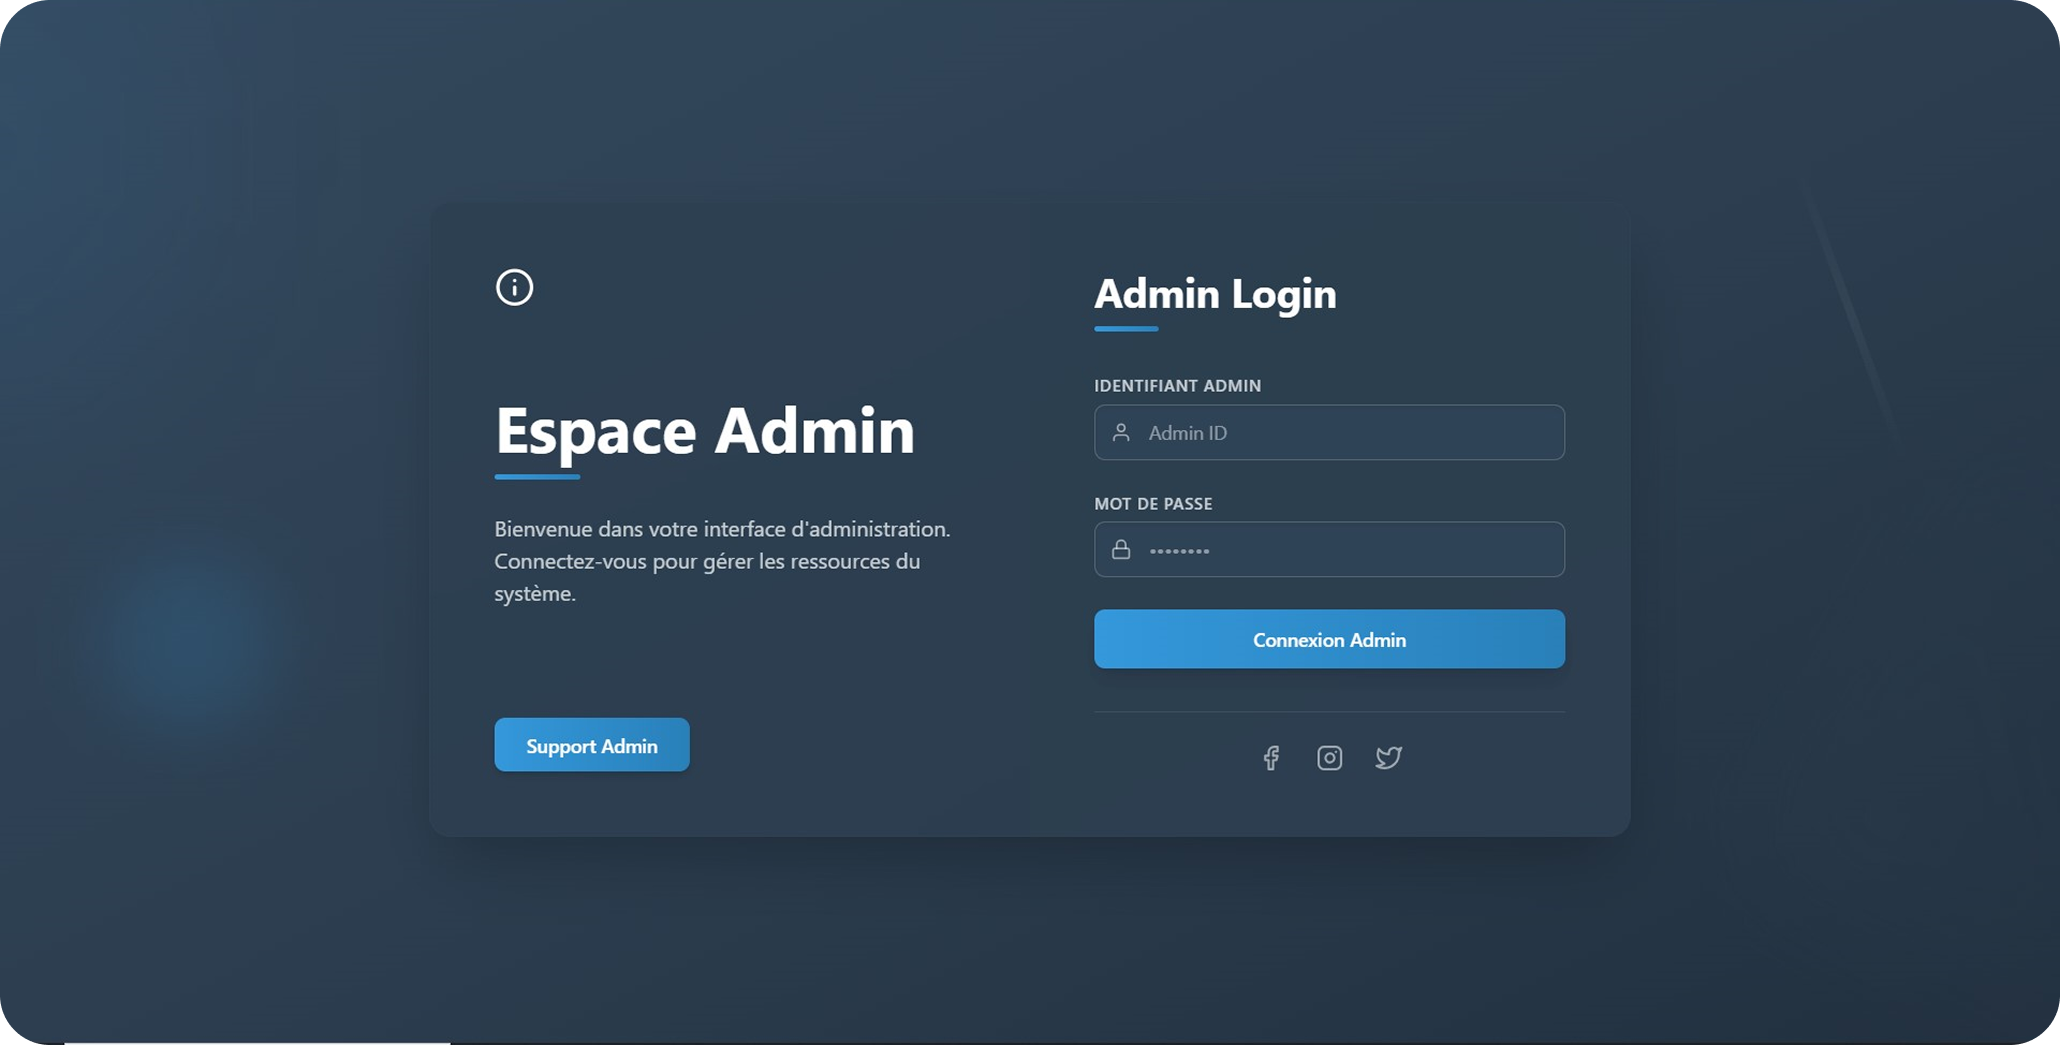 Espace Admin
Bienvenue dans votre interface d'administration.
Connectez-vous pour gérer les ressources du
système.
Support Admin
Admin Login
IDENTIFIANT ADMIN
Admin ID
MOT DE PASSE
••••••••
Connexion Admin